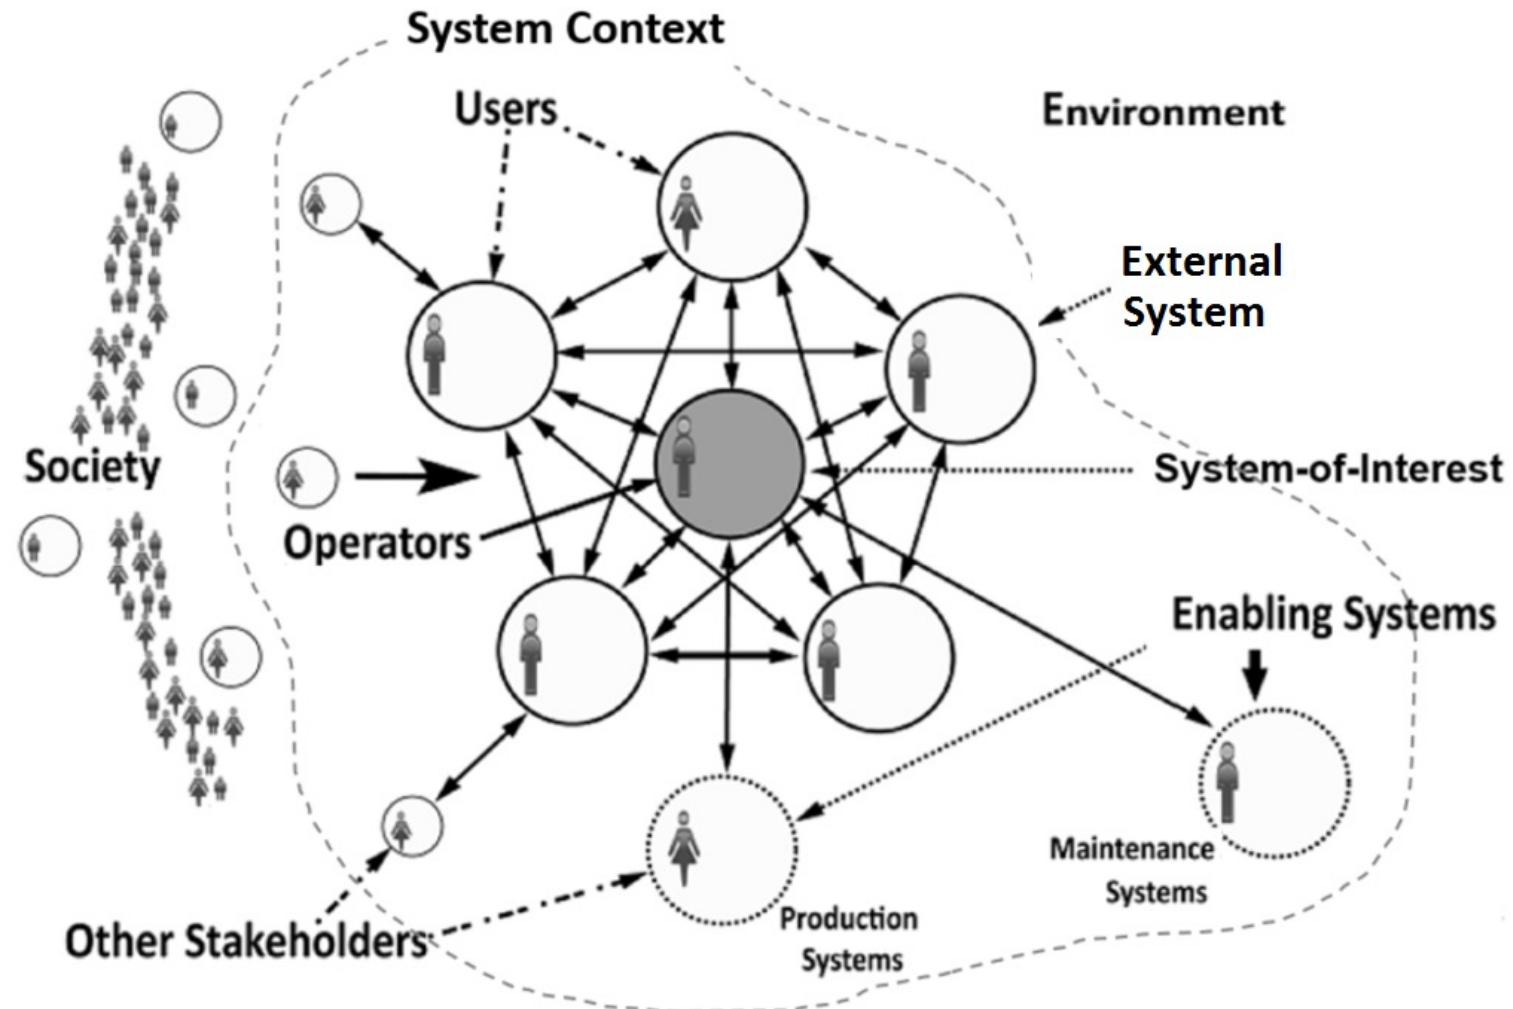 System Context
Users
Environment
External
System
System-of-Interest
Society
Operators
Enabling Systems
Maintenance
Systems
Production
Systems
Other Stakeholders